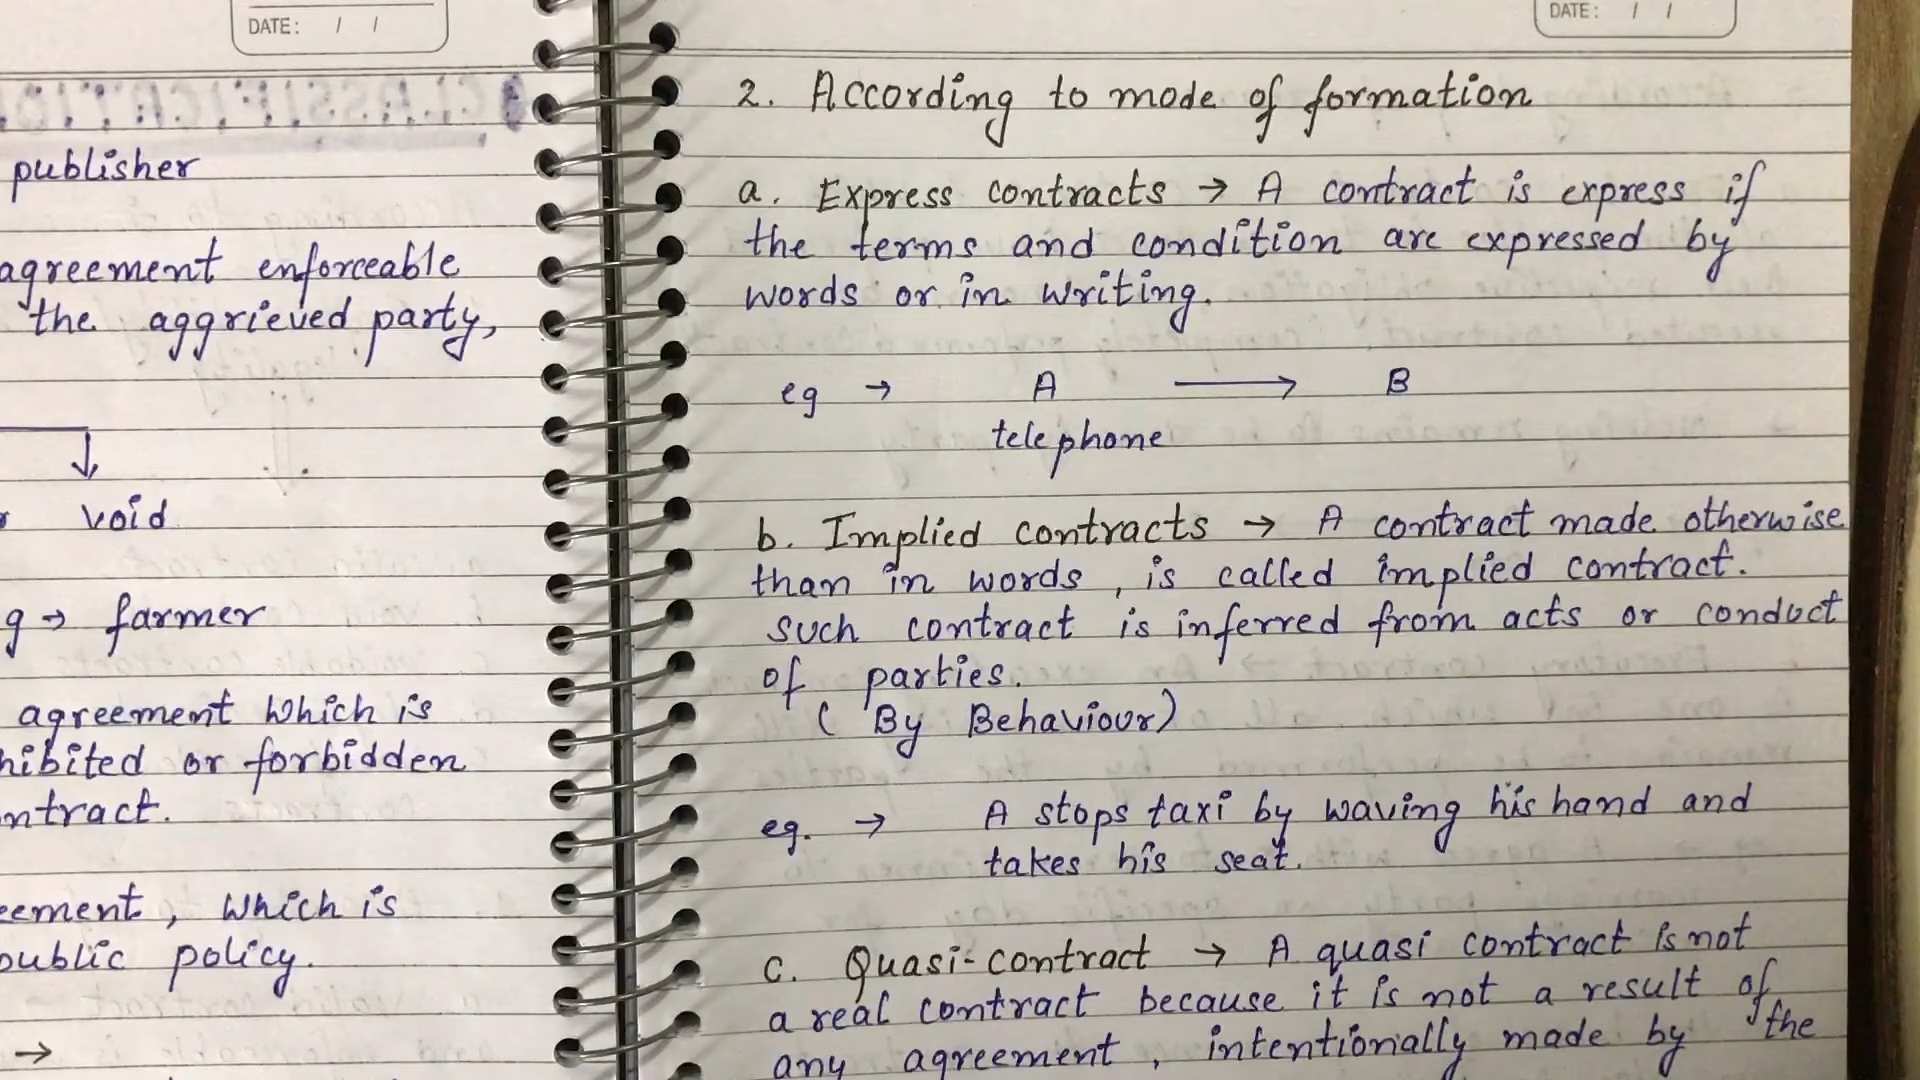 DATE: / /
publisher
agreement enforceable
the aggrieved party,
void
g → farmer
agreement which is
hibited or forbidden
ntract.
eement, which is
public policy.
→
DATE: / /
2. According to mode of formation
a. Express contracts → A contract is express if
the terms and condition are expressed by
words or in writing.
eg → A ⟶ B
telephone
b. Implied contracts → A contract made otherwise
than in words, is called implied contract.
such contract is inferred from acts or conduct
of parties.
( By Behaviour)
eg. → A stops taxi by waving his hand and
takes his seat.
c. Quasi-contract → A quasi contract is not
a real contract because it is not a result of
any agreement, intentionally made by the